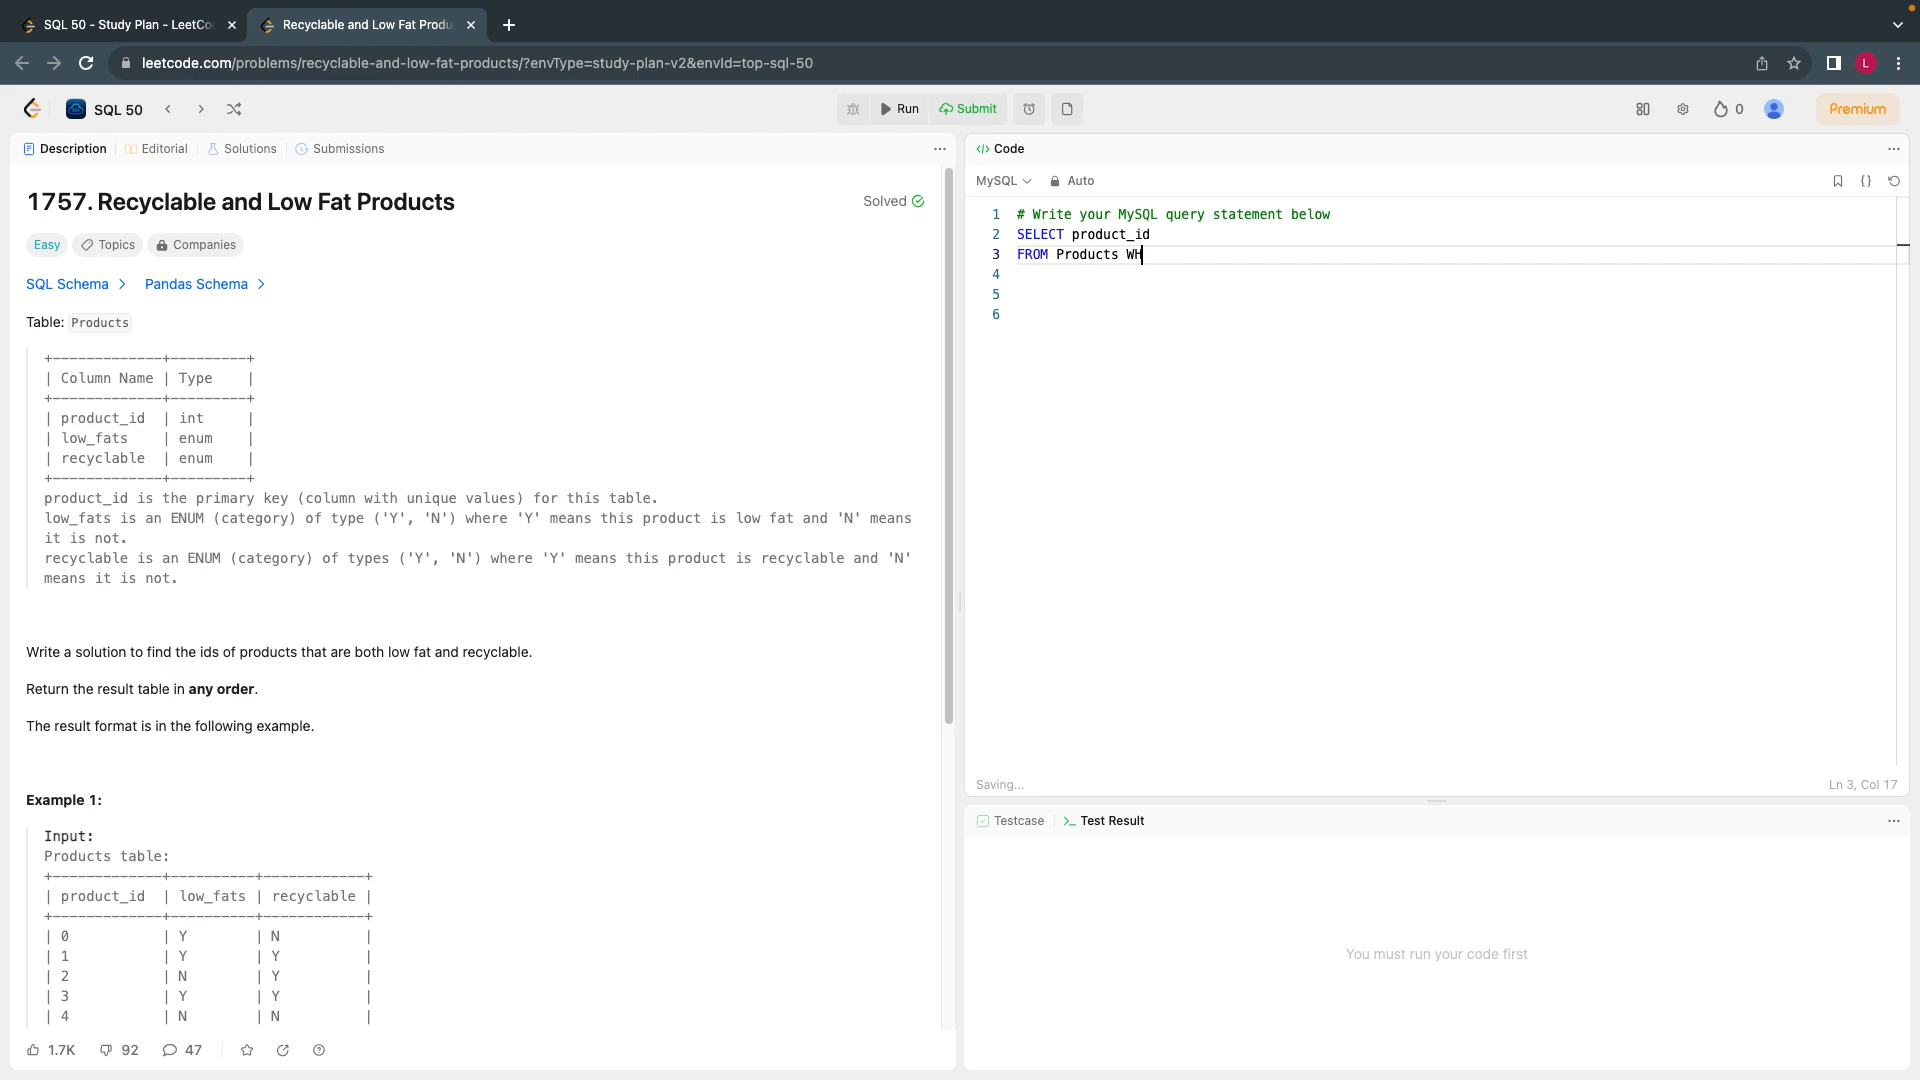 SQL 50 - Study Plan - LeetCo
Recyclable and Low Fat Produ
leetcode.com/problems/recyclable-and-low-fat-products/?envType=study-plan-v2&envId=top-sql-50
L
SQL 50
Run
Submit
0
Premium
Description
Editorial
Solutions
Submissions
1757. Recyclable and Low Fat Products
Solved
Easy
Topics
Companies
SQL Schema
Pandas Schema
Table: Products
+-------------+---------+
| Column Name | Type    |
+-------------+---------+
| product_id  | int     |
| low_fats    | enum    |
| recyclable  | enum    |
+-------------+---------+
product_id is the primary key (column with unique values) for this table.
low_fats is an ENUM (category) of type ('Y', 'N') where 'Y' means this product is low fat and 'N' means
it is not.
recyclable is an ENUM (category) of types ('Y', 'N') where 'Y' means this product is recyclable and 'N'
means it is not.
Write a solution to find the ids of products that are both low fat and recyclable.
Return the result table in any order.
The result format is in the following example.
Example 1:
Input:
Products table:
+-------------+----------+------------+
| product_id  | low_fats | recyclable |
+-------------+----------+------------+
| 0           | Y        | N          |
| 1           | Y        | Y          |
| 2           | N        | Y          |
| 3           | Y        | Y          |
| 4           | N        | N          |
1.7K
92
47
</> Code
MySQL
Auto
{}
1 # Write your MySQL query statement below
2 SELECT product_id
3 FROM Products WH
4
5
6
Saving...
Ln 3, Col 17
Testcase
>_ Test Result
You must run your code first